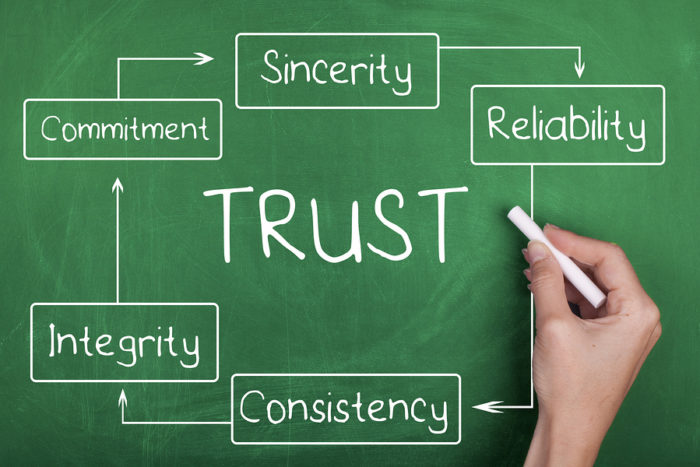 Sincerity
Commitment
Reliability
TRUST
Integrity
Consistency